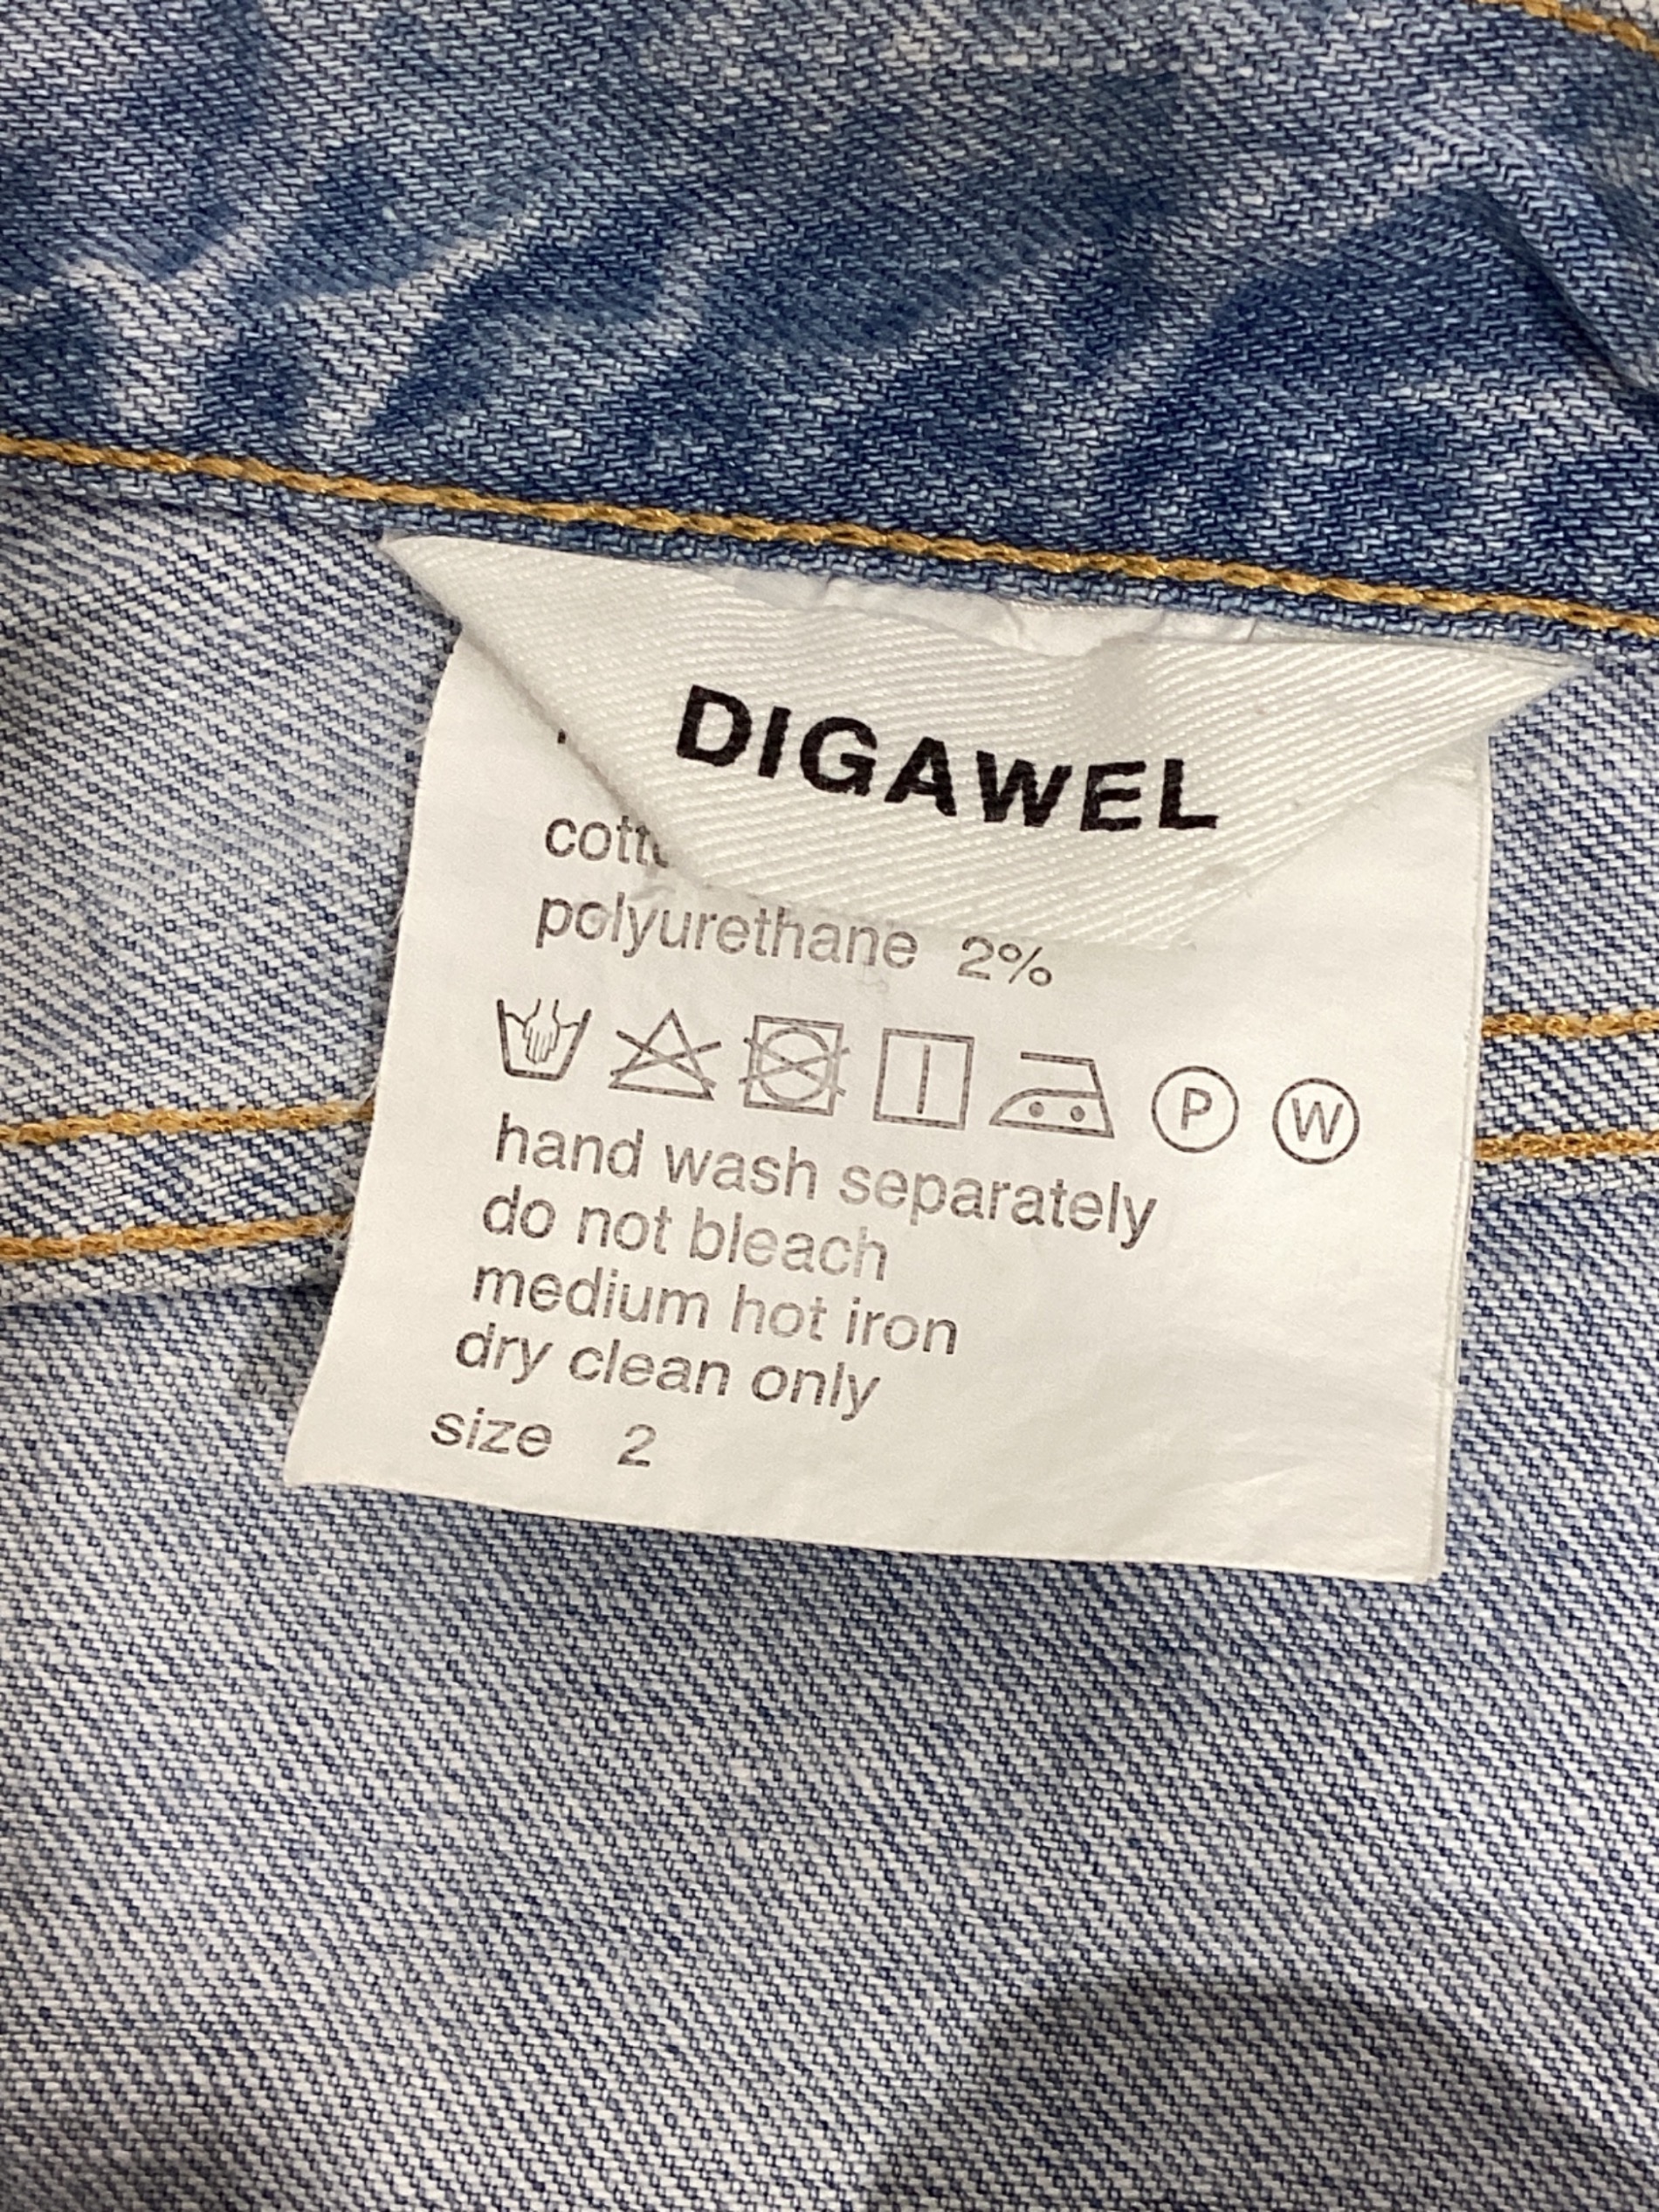 DIGAWEL
polyurethane 2%
P W
hand wash separately
do not bleach
medium hot iron
dry clean only
size 2